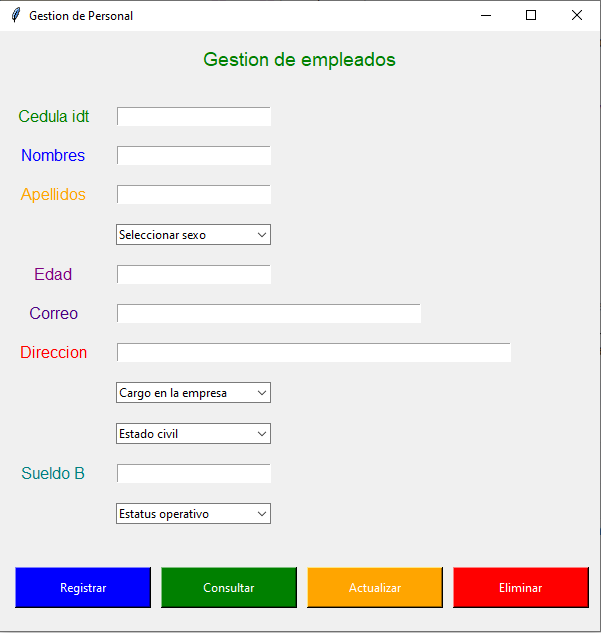 Gestion de Personal
Gestion de empleados
Cedula idt
Nombres
Apellidos
Seleccionar sexo
Edad
Correo
Direccion
Cargo en la empresa
Estado civil
Sueldo B
Estatus operativo
Registrar Consultar Actualizar Eliminar